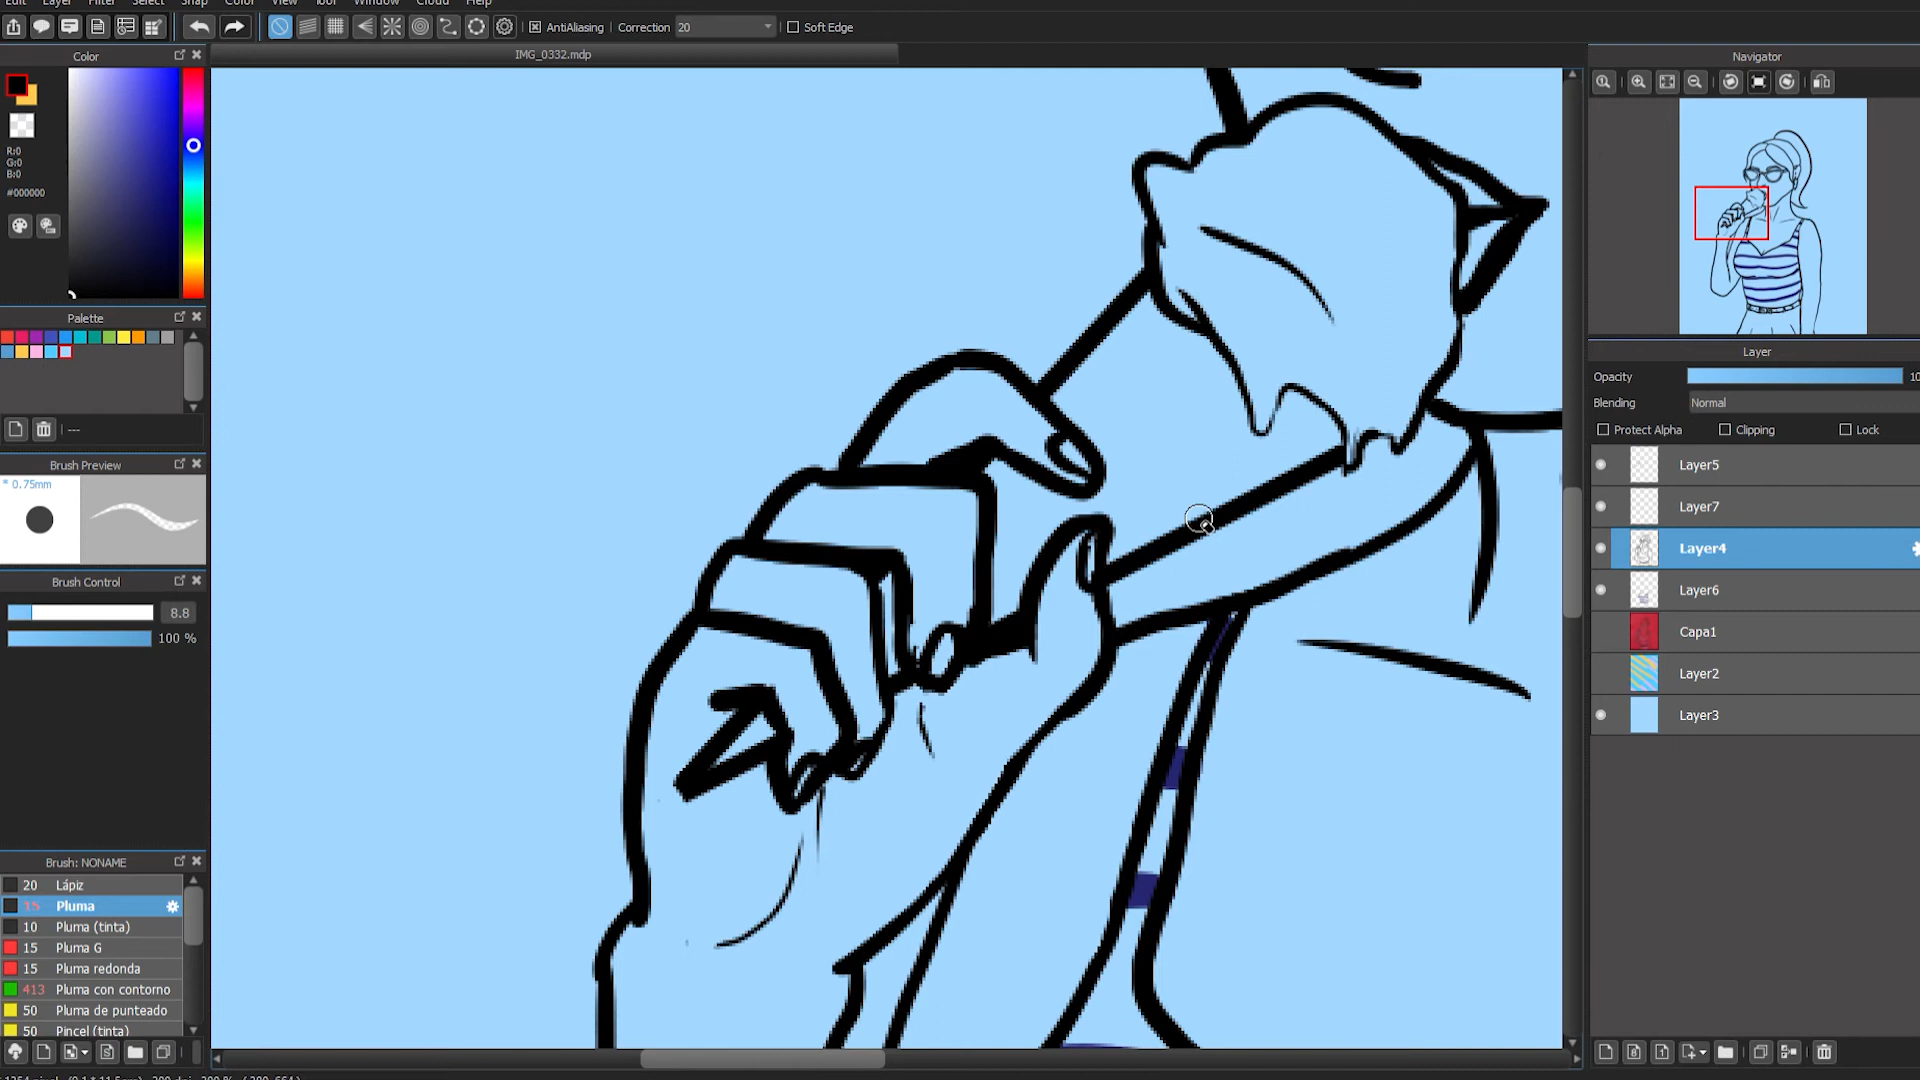 Edit Layer Filter Select Snap Color View Tool Window Cloud Help
AntiAliasing Correction 20 Soft Edge
IMG_0332.mdp
Color
R:0
G:0
B:0
#000000
Palette
---
Brush Preview
* 0.75mm
Brush Control
8.8
100 %
Brush: NONAME
20 Lápiz
15 Pluma
10 Pluma (tinta)
15 Pluma G
15 Pluma redonda
413 Pluma con contorno
50 Pluma de punteado
50 Pincel (tinta)
Navigator
Layer
Opacity 10
Blending Normal
Protect Alpha Clipping Lock
Layer5
Layer7
Layer4
Layer6
Capa1
Layer2
Layer3